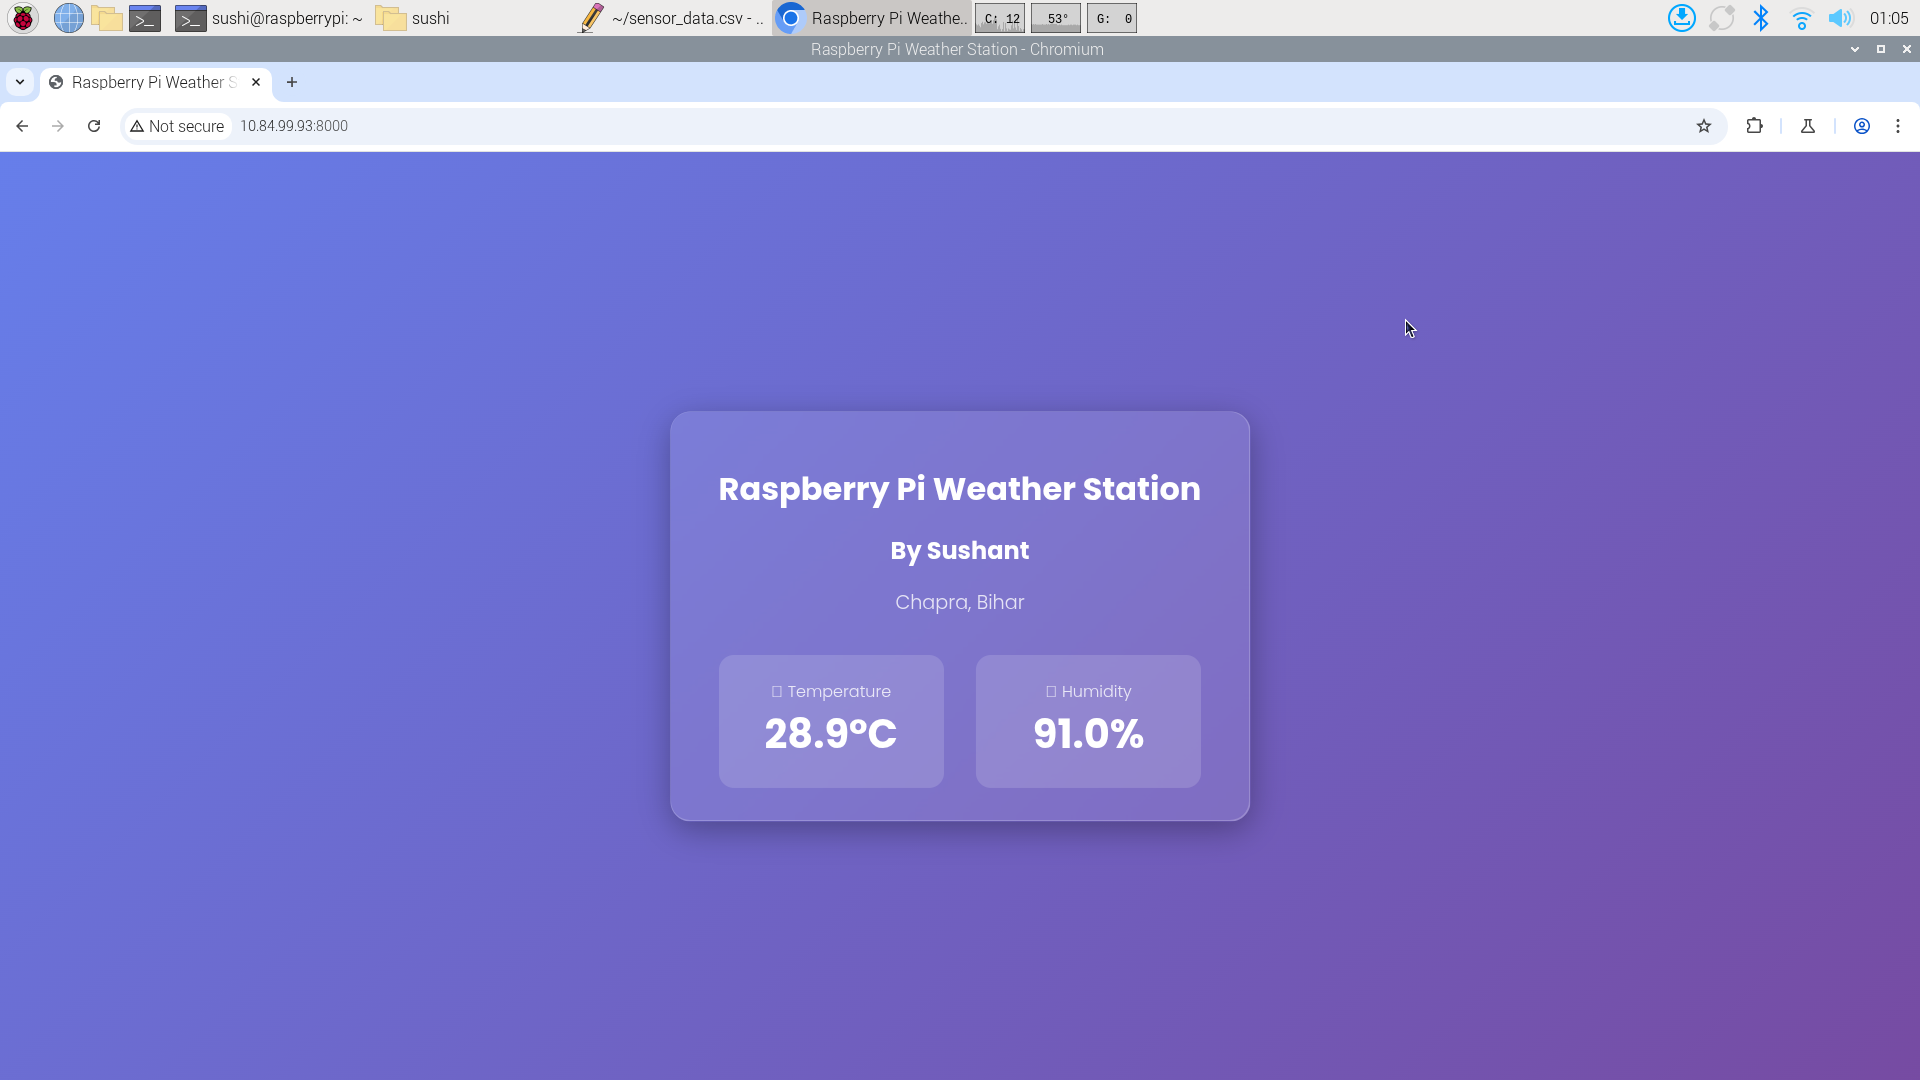 sushi@raspberrypi: ~
sushi
~/sensor_data.csv - ..
Raspberry Pi Weathe..
C: 12
53°
G: 0
01:05
Raspberry Pi Weather Station - Chromium
Raspberry Pi Weather S
Not secure
10.84.99.93:8000
Raspberry Pi Weather Station
By Sushant
Chapra, Bihar
Temperature
28.9°C
Humidity
91.0%